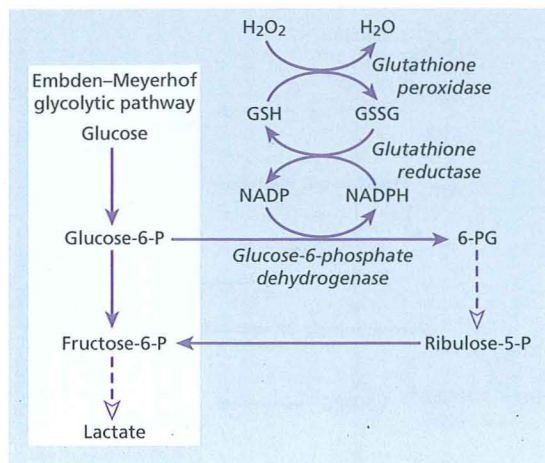 H2O2 H2O
Embden–Meyerhof
glycolytic pathway
Glutathione
peroxidase
Glucose
GSH GSSG
Glutathione
reductase
NADP NADPH
Glucose-6-P 6-PG
Glucose-6-phosphate
dehydrogenase
Fructose-6-P Ribulose-5-P
Lactate